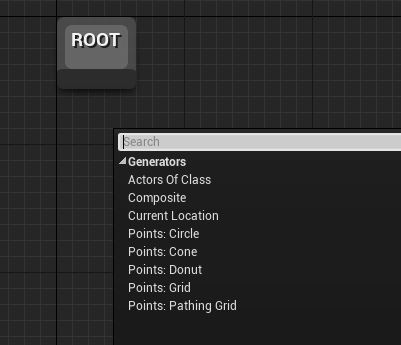 ROOT
Search
Generators
Actors Of Class
Composite
Current Location
Points: Circle
Points: Cone
Points: Donut
Points: Grid
Points: Pathing Grid